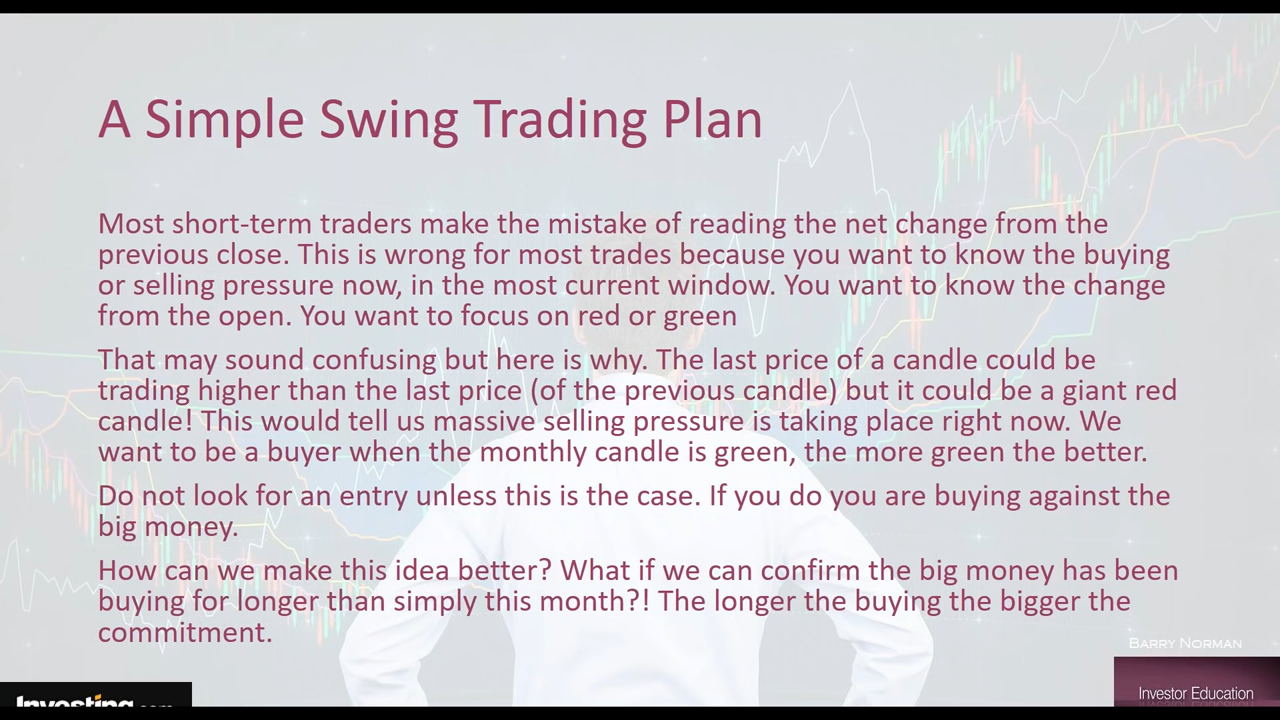 A Simple Swing Trading Plan
Most short-term traders make the mistake of reading the net change from the
previous close. This is wrong for most trades because you want to know the buying
or selling pressure now, in the most current window. You want to know the change
from the open. You want to focus on red or green
That may sound confusing but here is why. The last price of a candle could be
trading higher than the last price (of the previous candle) but it could be a giant red
candle! This would tell us massive selling pressure is taking place right now. We
want to be a buyer when the monthly candle is green, the more green the better.
Do not look for an entry unless this is the case. If you do you are buying against the
big money.
How can we make this idea better? What if we can confirm the big money has been
buying for longer than simply this month?! The longer the buying the bigger the
commitment.
BARRY NORMAN
Investing.com
Investor Education